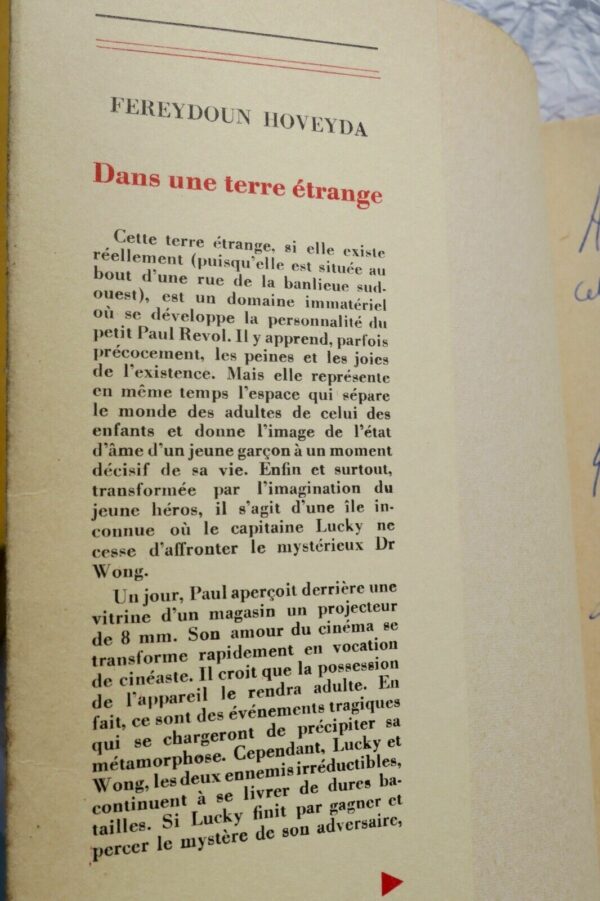 FEREYDOUN HOVEYDA
Dans une terre étrange
Cette terre étrange, si elle existe
réellement (puisqu'elle est située au
bout d'une rue de la banlieue sud-
ouest), est un domaine immatériel
où se développe la personnalité du
petit Paul Revol. Il y apprend, parfois
précocement, les peines et les joies
de l'existence. Mais elle représente
en même temps l'espace qui sépare
le monde des adultes de celui des
enfants et donne l'image de l'état
d'âme d'un jeune garçon à un moment
décisif de sa vie. Enfin et surtout,
transformée par l'imagination du
jeune héros, il s'agit d'une île in-
connue où le capitaine Lucky ne
cesse d'affronter le mystérieux Dr
Wong.
Un jour, Paul aperçoit derrière une
vitrine d'un magasin un projecteur
de 8 mm. Son amour du cinéma se
transforme rapidement en vocation
de cinéaste. Il croit que la possession
de l'appareil le rendra adulte. En
fait, ce sont des événements tragiques
qui se chargeront de précipiter sa
métamorphose. Cependant, Lucky et
Wong, les deux ennemis irréductibles,
continuent à se livrer de dures ba-
tailles. Si Lucky finit par gagner et
percer le mystère de son adversaire,